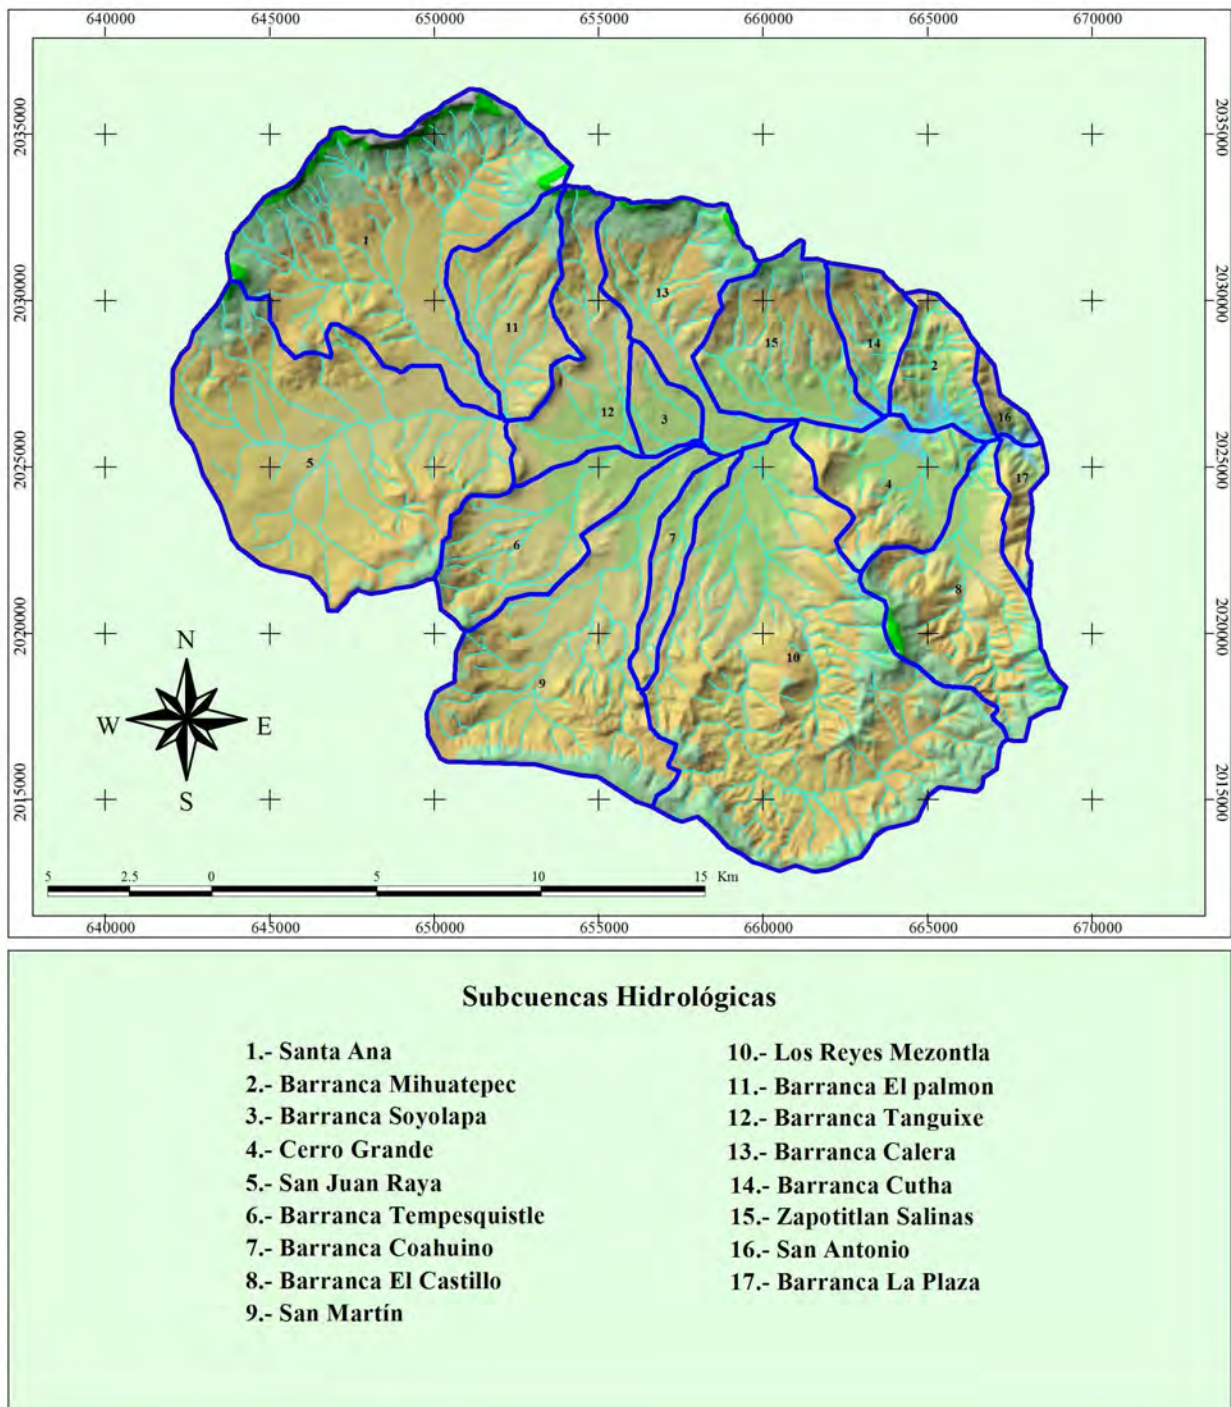 640000 645000 650000 655000 660000 665000 670000
2035000 2035000
2030000 2030000
2025000 2025000
2020000 2020000
2015000 2015000
1
13
11
15
14
2
12
3
16
5
4
17
6
7
8
10
9
N
W E
S
5 2.5 0 5 10 15 Km
640000 645000 650000 655000 660000 665000 670000
Subcuencas Hidrológicas
1.- Santa Ana
2.- Barranca Mihuatepec
3.- Barranca Soyolapa
4.- Cerro Grande
5.- San Juan Raya
6.- Barranca Tempesquistle
7.- Barranca Coahuino
8.- Barranca El Castillo
9.- San Martín
10.- Los Reyes Mezontla
11.- Barranca El palmon
12.- Barranca Tanguixe
13.- Barranca Calera
14.- Barranca Cutha
15.- Zapotitlan Salinas
16.- San Antonio
17.- Barranca La Plaza